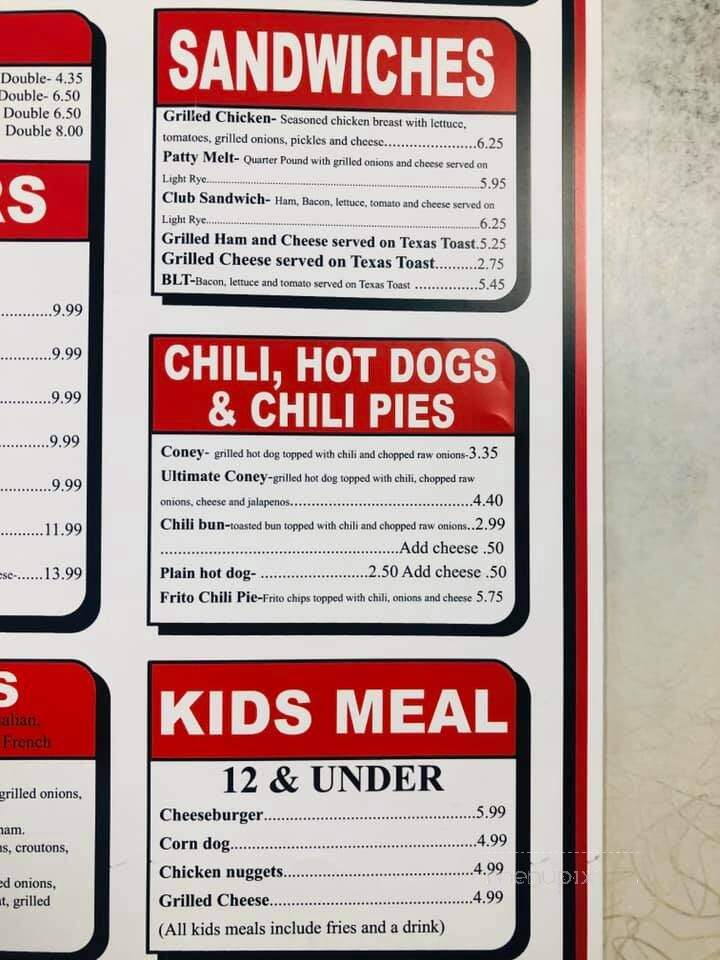 Double- 4.35
Double- 6.50
Double 6.50
Double 8.00
RS
...........9.99
...........9.99
...........9.99
...........9.99
...........9.99
...........11.99
ese-......13.99
S
alian,
French
grilled onions,
ham.
s, croutons,
ed onions,
t, grilled
SANDWICHES
Grilled Chicken- Seasoned chicken breast with lettuce,
tomatoes, grilled onions, pickles and cheese......................6.25
Patty Melt- Quarter Pound with grilled onions and cheese served on
Light Rye...........................................................................5.95
Club Sandwich- Ham, Bacon, lettuce, tomato and cheese served on
Light Rye...........................................................................6.25
Grilled Ham and Cheese served on Texas Toast.5.25
Grilled Cheese served on Texas Toast..........2.75
BLT-Bacon, lettuce and tomato served on Texas Toast ...............5.45
CHILI, HOT DOGS
& CHILI PIES
Coney- grilled hot dog topped with chili and chopped raw onions-3.35
Ultimate Coney-grilled hot dog topped with chili, chopped raw
onions, cheese and jalapenos............................................4.40
Chili bun-toasted bun topped with chili and chopped raw onions..2.99
.......................................................Add cheese .50
Plain hot dog- .........................2.50 Add cheese .50
Frito Chili Pie-Frito chips topped with chili, onions and cheese 5.75
KIDS MEAL
12 & UNDER
Cheeseburger..................................................5.99
Corn dog.........................................................4.99
Chicken nuggets.............................................4.99
Grilled Cheese................................................4.99
(All kids meals include fries and a drink)
menupix